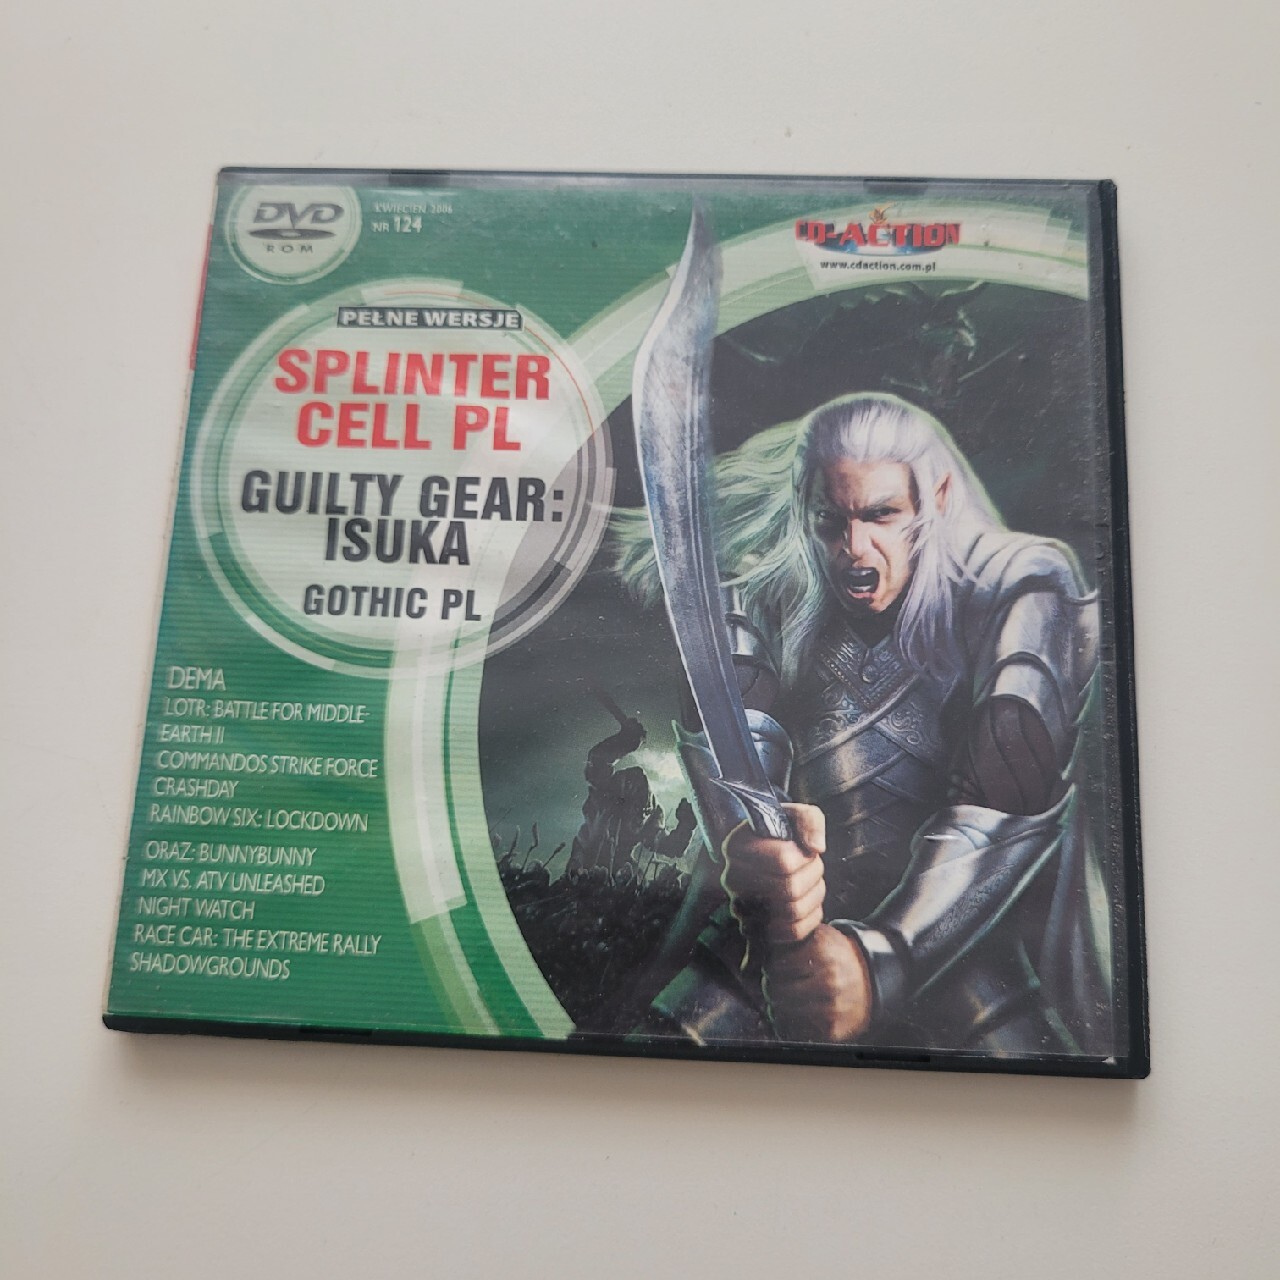 DVD
ROM
KWIECIEŃ 2006
NR 124
CD-ACTION
www.cdaction.com.pl
PEŁNE WERSJE
SPLINTER
CELL PL
GUILTY GEAR:
ISUKA
GOTHIC PL
DEMA
LOTR: BATTLE FOR MIDDLE-
EARTH II
COMMANDOS STRIKE FORCE
CRASHDAY
RAINBOW SIX: LOCKDOWN
ORAZ: BUNNYBUNNY
MX VS. ATV UNLEASHED
NIGHT WATCH
RACE CAR: THE EXTREME RALLY
SHADOWGROUNDS